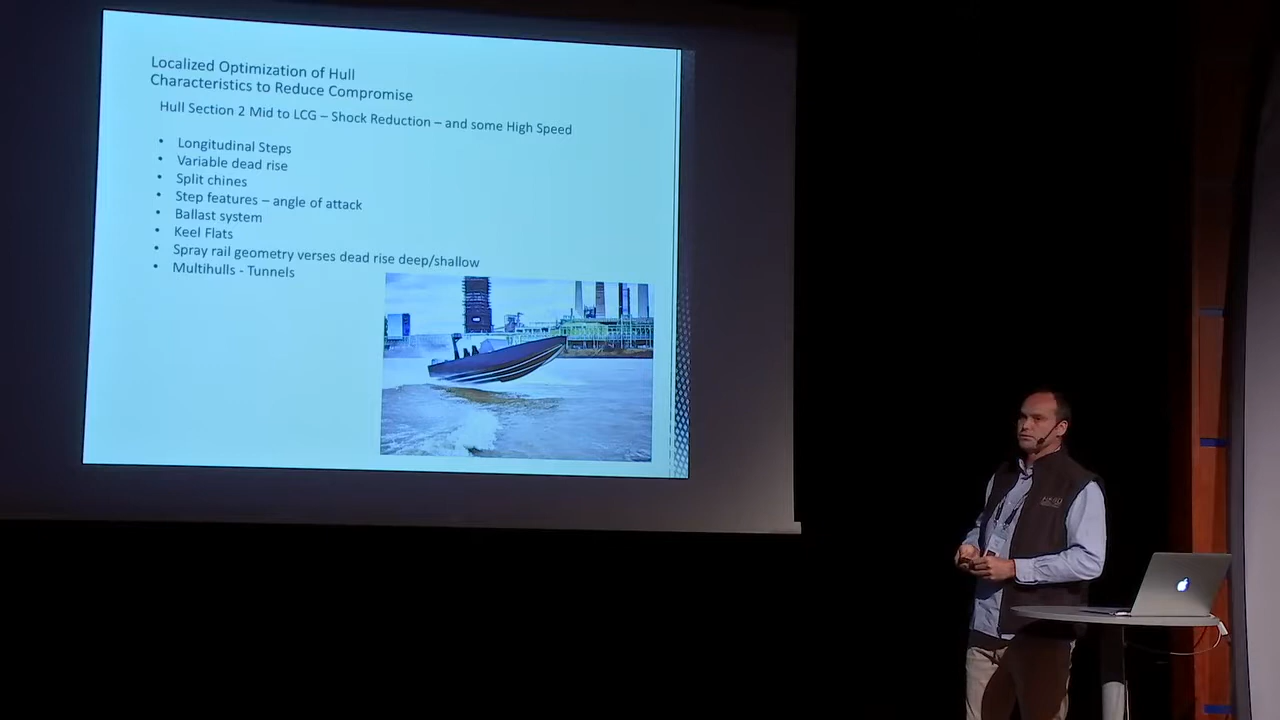 Localized Optimization of Hull
Characteristics to Reduce Compromise
Hull Section 2 Mid to LCG – Shock Reduction – and some High Speed
• Longitudinal Steps
• Variable dead rise
• Split chines
• Step features – angle of attack
• Ballast system
• Keel Flats
• Spray rail geometry verses dead rise deep/shallow
• Multihulls - Tunnels